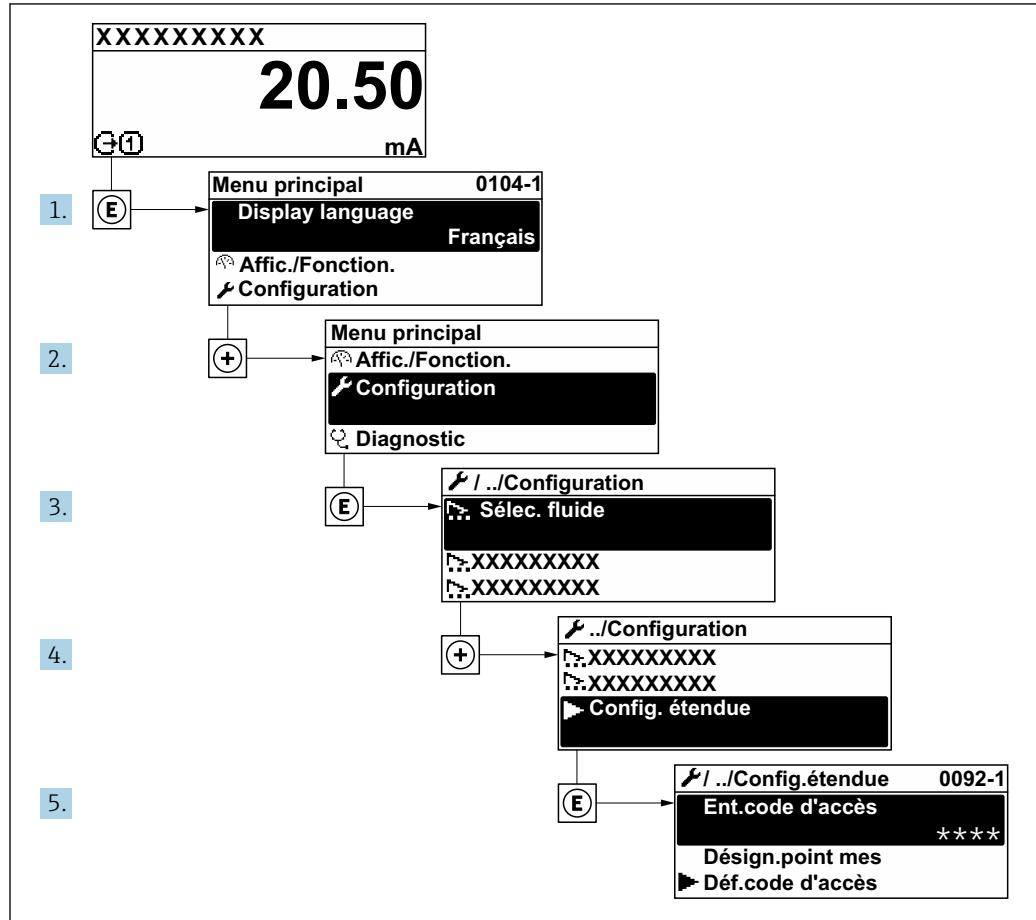 XXXXXXXXX
20.50
mA
1.
E
Menu principal 0104-1
Display language
Français
Affic./Fonction.
Configuration
2.
+
Menu principal
Affic./Fonction.
Configuration
Diagnostic
3.
E
/ ../Configuration
Sélec. fluide
XXXXXXXXX
XXXXXXXXX
4.
+
../Configuration
XXXXXXXXX
XXXXXXXXX
Config. étendue
5.
E
/ ../Config.étendue 0092-1
Ent.code d'accès
****
Désign.point mes
Déf.code d'accès